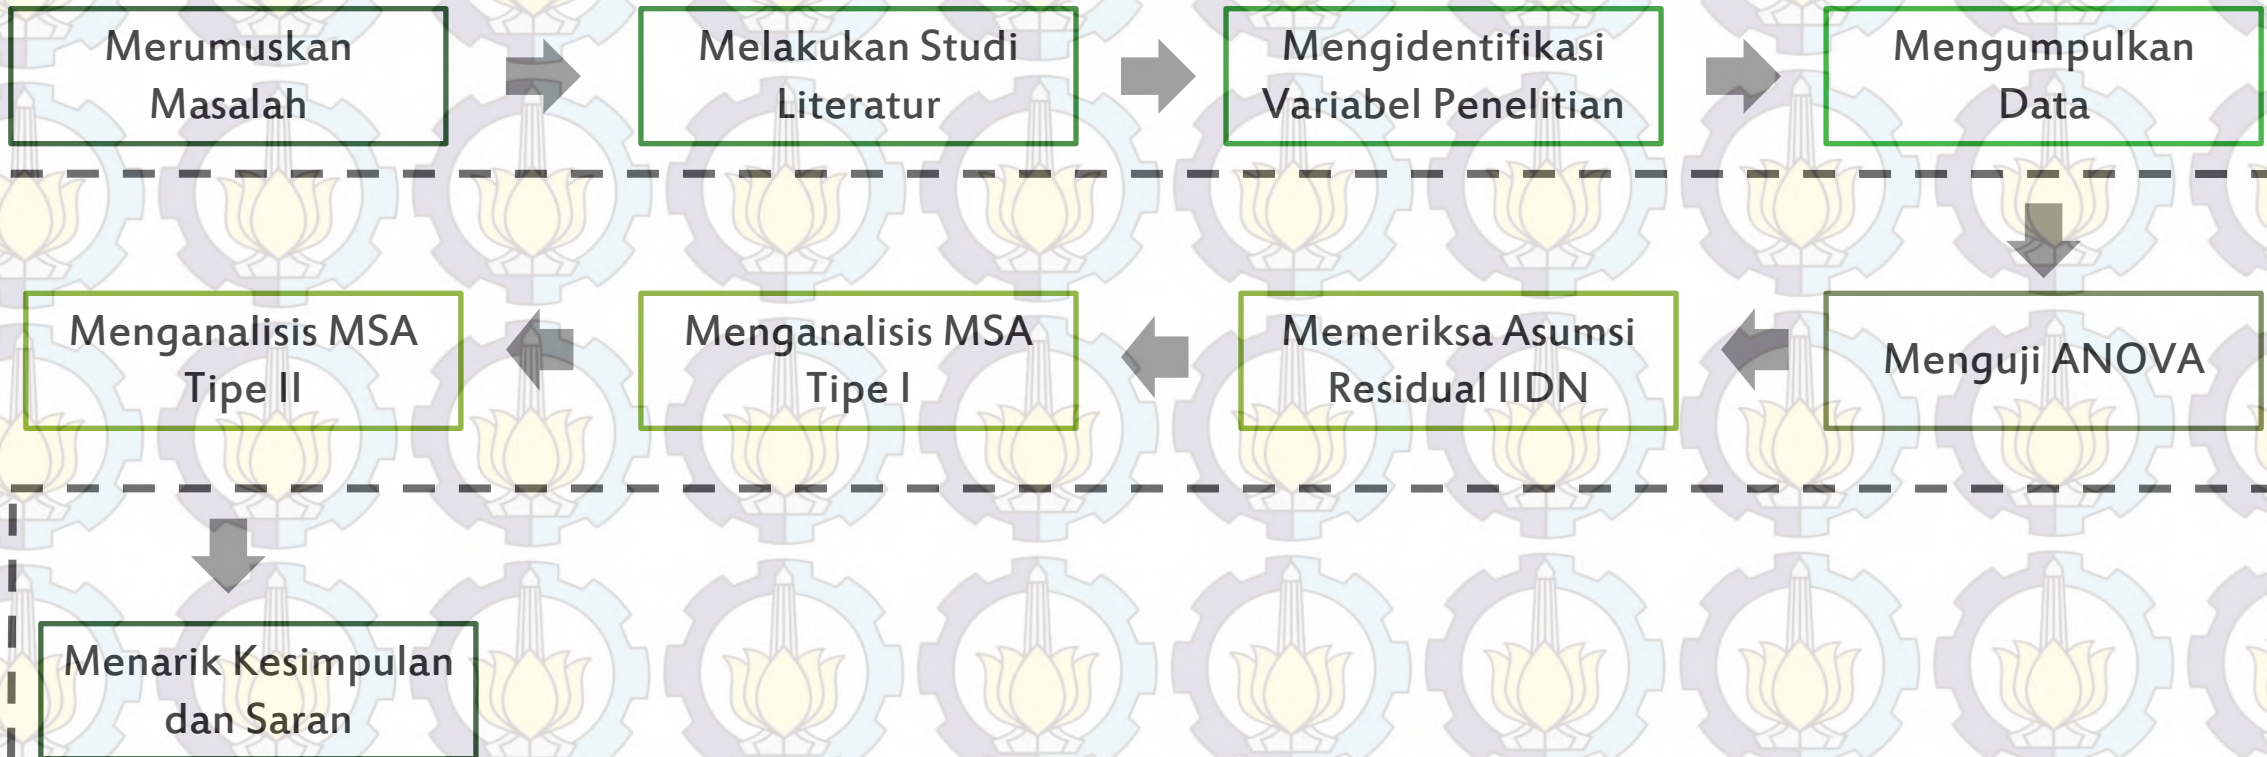 Merumuskan
Masalah
Melakukan Studi
Literatur
Mengidentifikasi
Variabel Penelitian
Mengumpulkan
Data
Menguji ANOVA
Memeriksa Asumsi
Residual IIDN
Menganalisis MSA
Tipe I
Menganalisis MSA
Tipe II
Menarik Kesimpulan
dan Saran